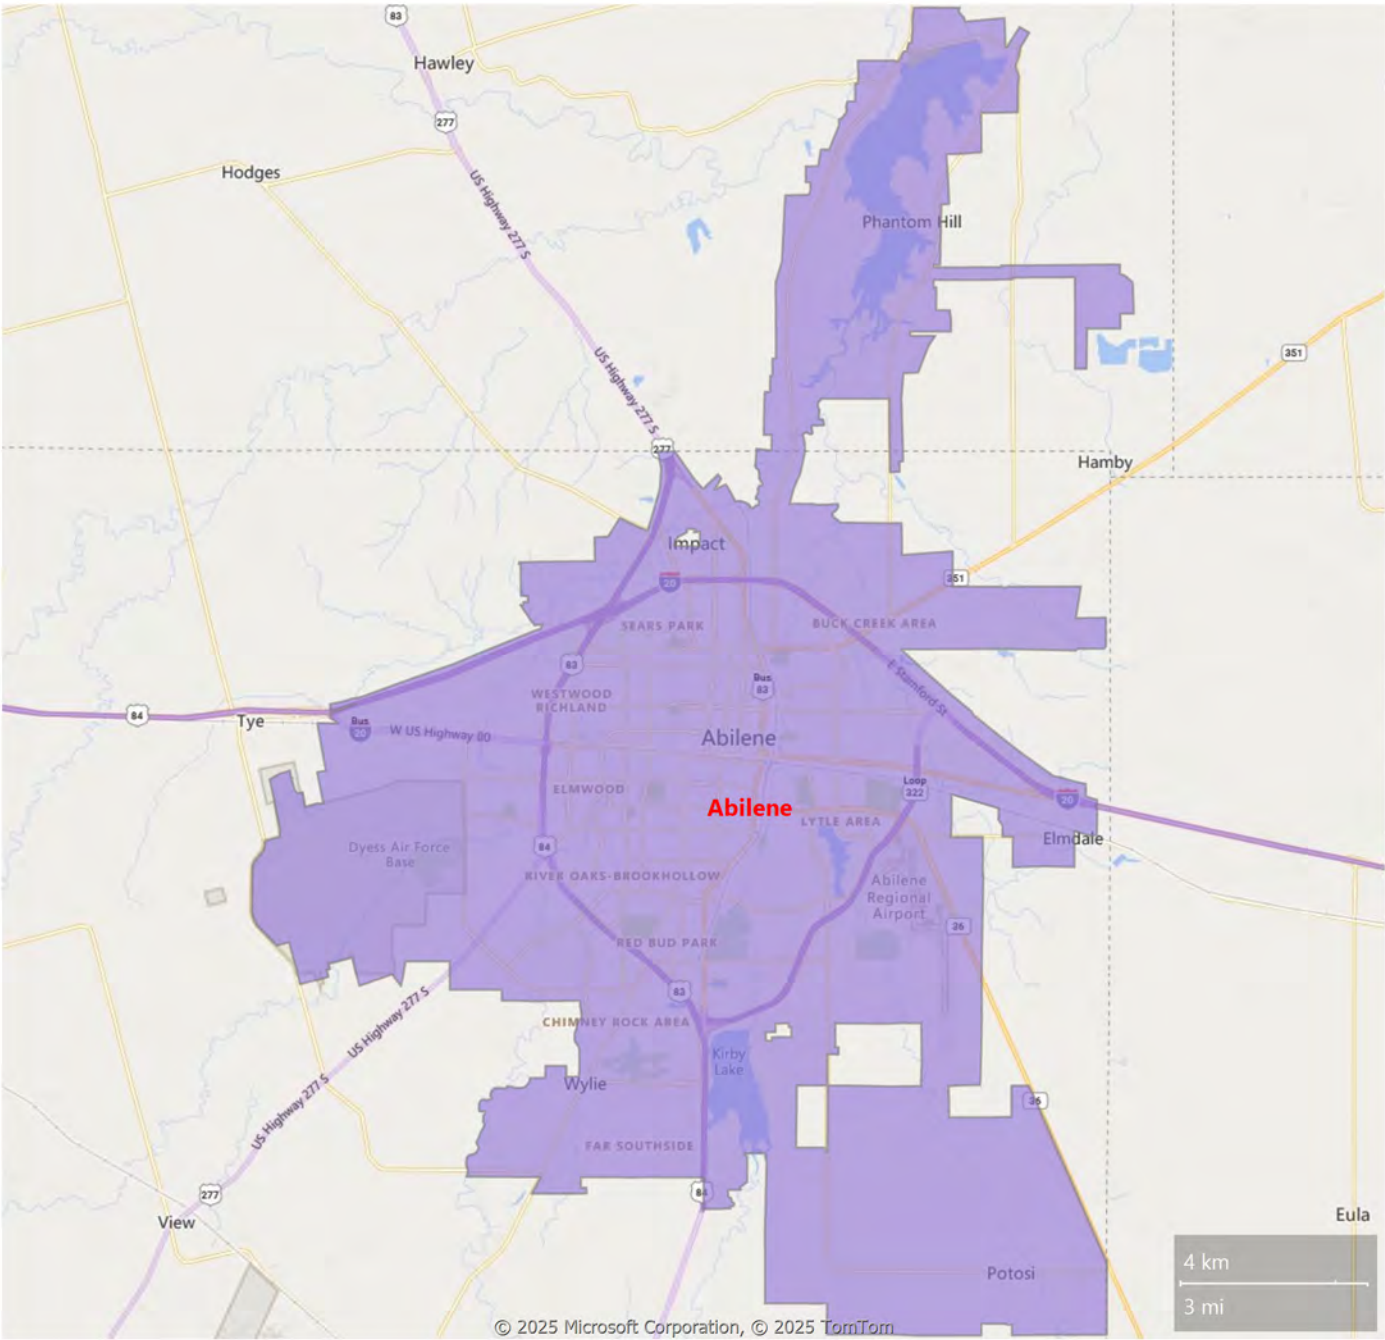 83
Hawley
277
Hodges
US Highway 277 S
Phantom Hill
351
US Highway 277 S
277
Hamby
Impact
20
351
SEARS PARK
BUCK CREEK AREA
83
E Stamford St
Bus
83
WESTWOOD
RICHLAND
84
Tye
Bus
20
W US Highway 80
Abilene
Loop
322
ELMWOOD
20
Abilene
LYTLE AREA
Elmdale
84
Dyess Air Force
Base
RIVER OAKS-BROOKHOLLOW
Abilene
Regional
Airport
36
RED BUD PARK
83
US Highway 277 S
CHIMNEY ROCK AREA
Kirby
Lake
Wylie
US Highway 277 S
36
FAR SOUTHSIDE
277
84
View
Eula
4 km
Potosi
3 mi
© 2025 Microsoft Corporation, © 2025 TomTom